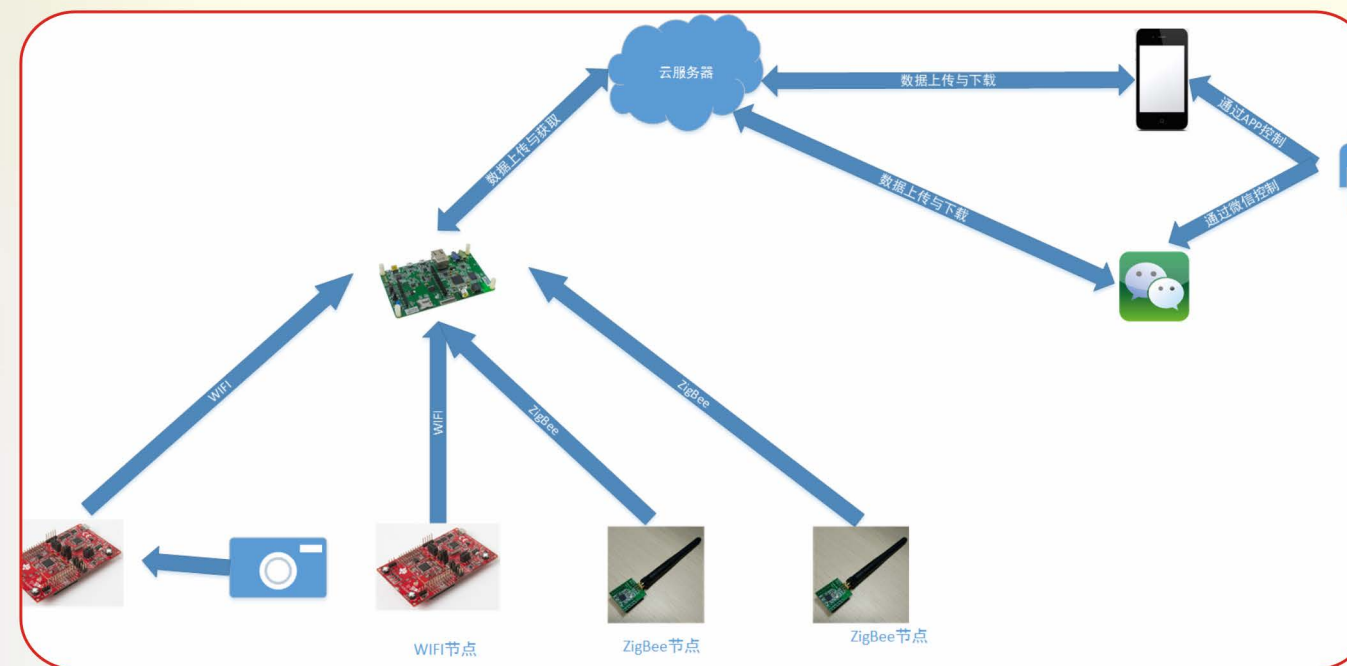 云服务器
数据上传与下载
通过APP控制
数据上传与获取
数据上传与下载
通过微信控制
WIFI
WIFI
ZigBee
ZigBee
WIFI节点
ZigBee节点
ZigBee节点